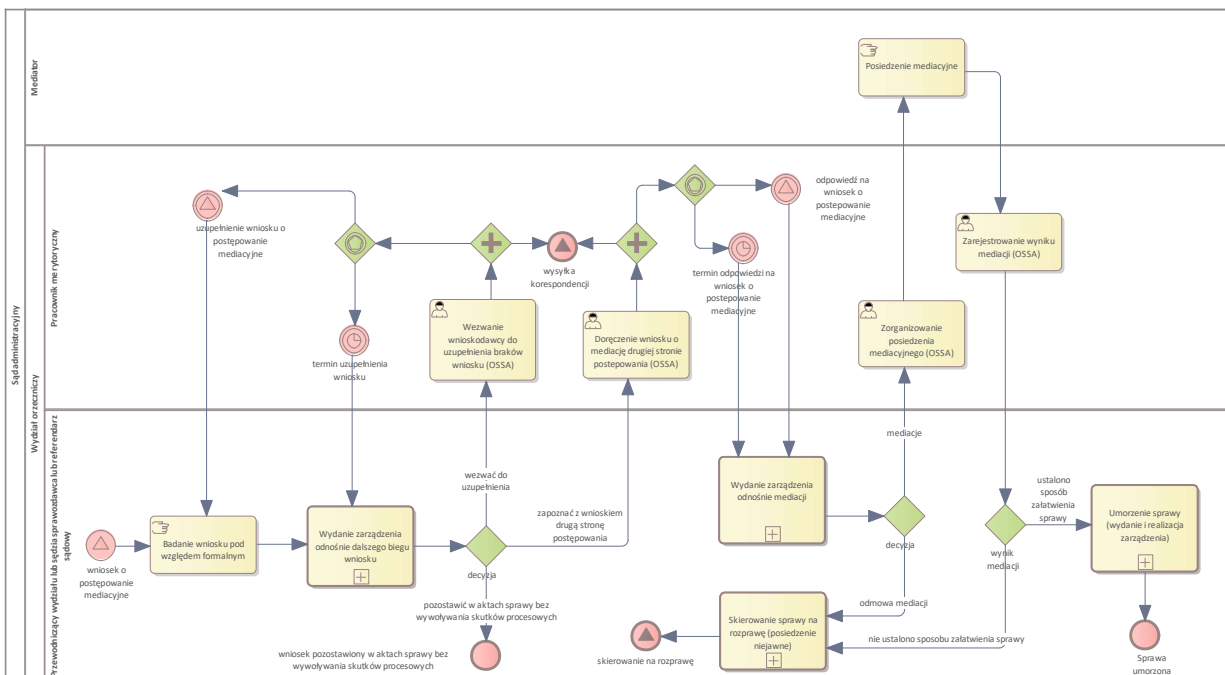 Sąd administracyjny
Mediator
Wydział orzeczniczy
Pracownik merytoryczny
Przewodniczący wydziału lub sędzia sprawozdawca lub referendarz
sądowy
Posiedzenie mediacyjne
uzupełnienie wniosku o
postępowanie
mediacyjne
termin uzupełnienia
wniosku
Wezwanie
wnioskodawcy do
uzupełnienia braków
wniosku (OSSA)
wysyłka
korespondencji
Doręczenie wniosku o
mediację drugiej stronie
postepowania (OSSA)
termin odpowiedzi na
wniosek o
postepowanie
mediacyjne
odpowiedź na
wniosek o
postepowanie
mediacyjne
Zarejestrowanie wyniku
mediacji (OSSA)
Zorganizowanie
posiedzenia
mediacyjnego (OSSA)
wniosek o
postępowanie
mediacyjne
Badanie wniosku pod
względem formalnym
Wydanie zarządzenia
odnośnie dalszego biegu
wniosku
decyzja
wezwać do
uzupełnienia
zapoznać z wnioskiem
drugą stronę
postępowania
pozostawić w aktach sprawy bez
wywoływania skutków procesowych
wniosek pozostawiony w aktach sprawy bez
wywoływania skutków procesowych
Wydanie zarządzenia
odnośnie mediacji
decyzja
mediacje
odmowa mediacji
Skierowanie sprawy na
rozprawę (posiedzenie
niejawne)
skierowanie na rozprawę
wynik
mediacji
ustalono
sposób
załatwienia
sprawy
nie ustalono sposobu załatwienia sprawy
Umorzenie sprawy
(wydanie i realizacja
zarządzenia)
Sprawa
umorzona